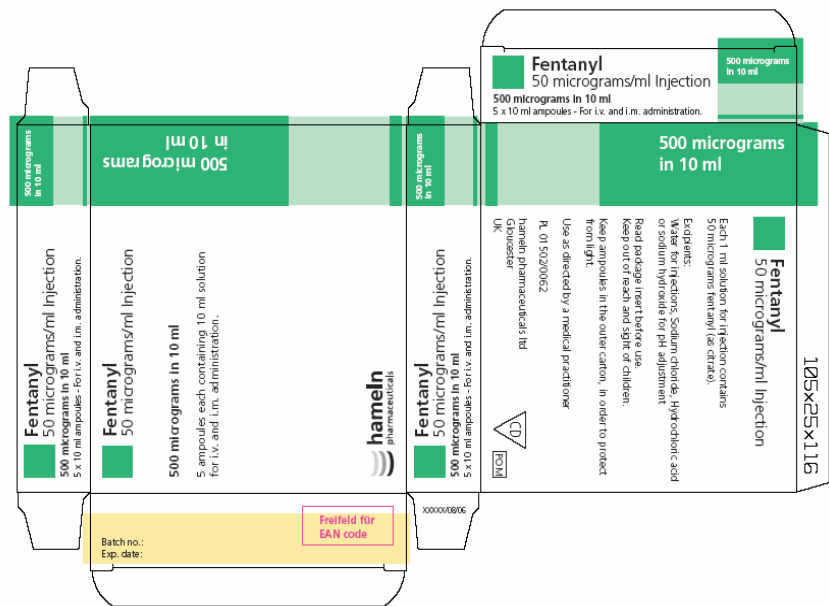 Fentanyl
50 micrograms/ml Injection
500 micrograms in 10 ml
5 x 10 ml ampoules - For i.v. and i.m. administration.
500 micrograms
in 10 ml
500 micrograms
in 10 ml
Fentanyl
50 micrograms/ml Injection
500 micrograms in 10 ml
5 x 10 ml ampoules - For i.v. and i.m. administration.
500 micrograms
in 10 ml
Fentanyl
50 micrograms/ml Injection
500 micrograms in 10 ml
5 ampoules each containing 10 ml solution
for i.v. and i.m. administration.
hameln
pharmaceuticals
500 micrograms
in 10 ml
Fentanyl
50 micrograms/ml Injection
500 micrograms in 10 ml
5 x 10 ml ampoules - For i.v. and i.m. administration.
500 micrograms
in 10 ml
Fentanyl
50 micrograms/ml Injection
Each 1 ml solution for injection contains
50 micrograms fentanyl (as citrate).
Excipients:
Water for injections, Sodium chloride, Hydrochloric acid
or sodium hydroxide for pH adjustment
Read package insert before use.
Keep out of reach and sight of children.
Keep ampoules in the outer carton, in order to protect
from light.
Use as directed by a medical practitioner
PL 01502/0062
hameln pharmaceuticals ltd
Gloucester
UK
CD
POM
105x25x116
Batch no.:
Exp. date:
Freifeld für
EAN code
XXXXX/08/06